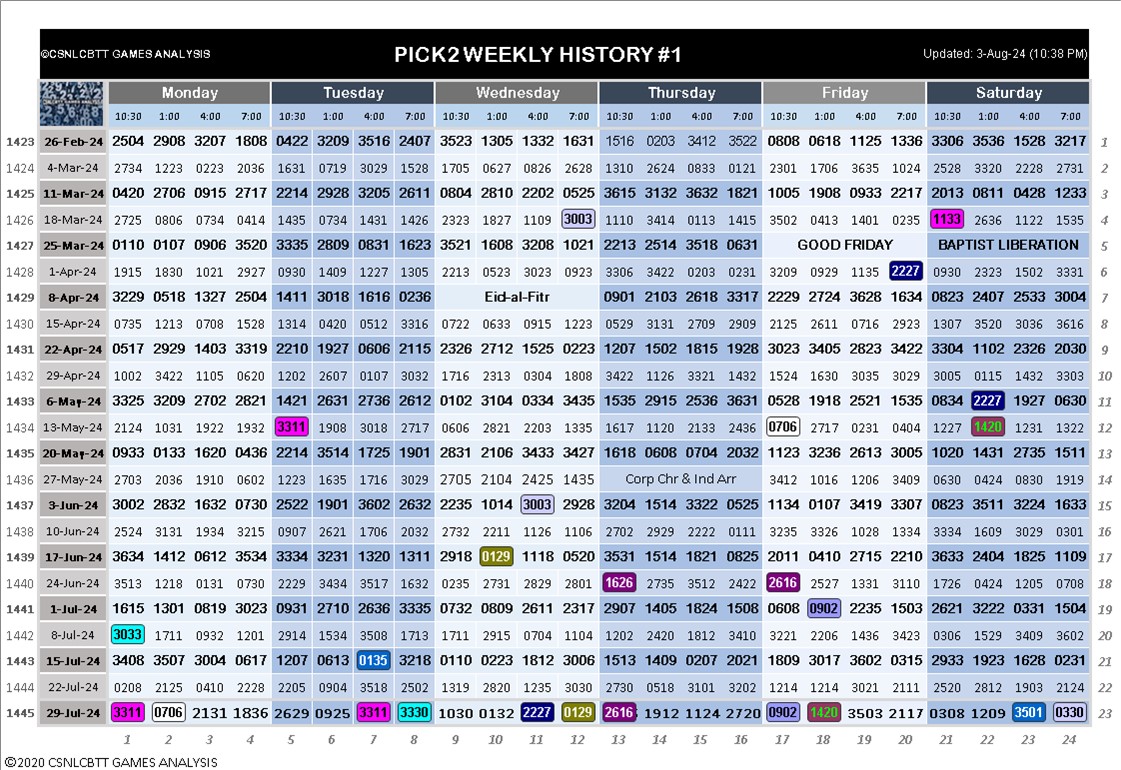 ©CSNLCBTT GAMES ANALYSIS PICK2 WEEKLY HISTORY #1 Updated: 3-Aug-24 (10:38 PM)
Monday Tuesday Wednesday Thursday Friday Saturday
10:30 1:00 4:00 7:00 10:30 1:00 4:00 7:00 10:30 1:00 4:00 7:00 10:30 1:00 4:00 7:00 10:30 1:00 4:00 7:00 10:30 1:00 4:00 7:00
1423 26-Feb-24 2504 2908 3207 1808 0422 3209 3516 2407 3523 1305 1332 1631 1516 0203 3412 3522 0808 0618 1125 1336 3306 3536 1528 3217 1
1424 4-Mar-24 2734 1223 0223 2036 1631 0719 3029 1528 1705 0627 0826 2628 1310 2624 0833 0121 2301 1706 3635 1024 2528 3320 2228 2731 2
1425 11-Mar-24 0420 2706 0915 2717 2214 2928 3205 2611 0804 2810 2202 0525 3615 3132 3632 1821 1005 1908 0933 2217 2013 0811 0428 1233 3
1426 18-Mar-24 2725 0806 0734 0414 1435 0734 1431 1426 2323 1827 1109 3003 1110 3414 0113 1415 3502 0413 1401 0235 1133 2636 1122 1535 4
1427 25-Mar-24 0110 0107 0906 3520 3335 2809 0831 1623 3521 1608 3208 1021 2213 2514 3518 0631 GOOD FRIDAY BAPTIST LIBERATION 5
1428 1-Apr-24 1915 1830 1021 2927 0930 1409 1227 1305 2213 0523 3023 0923 3306 3422 0203 0231 3209 0929 1135 2227 0930 2323 1502 3331 6
1429 8-Apr-24 3229 0518 1327 2504 1411 3018 1616 0236 Eid-al-Fitr 0901 2103 2618 3317 2229 2724 3628 1634 0823 2407 2533 3004 7
1430 15-Apr-24 0735 1213 0708 1528 1314 0420 0512 3316 0722 0633 0915 1223 0529 3131 2709 2909 2125 2611 0716 2923 1307 3520 3036 3616 8
1431 22-Apr-24 0517 2929 1403 3319 2210 1927 0606 2115 2326 2712 1525 0223 1207 1502 1815 1928 3023 3405 2823 3422 3304 1102 2326 2030 9
1432 29-Apr-24 1002 3422 1105 0620 1202 2607 0107 3032 1716 2313 0304 1808 3422 1126 3321 1432 1524 1630 3035 3029 3005 0115 1432 3303 10
1433 6-May-24 3325 3209 2702 2821 1421 2631 2736 2612 0102 3104 0334 3435 1535 2915 2536 3631 0528 1918 2521 1535 0834 2227 1927 0630 11
1434 13-May-24 2124 1031 1922 1932 3311 1908 3018 2717 0606 2821 2203 1335 1617 1120 2133 2436 0706 2717 0231 0404 1227 1420 1231 1322 12
1435 20-May-24 0933 0133 1620 0436 2214 3514 1725 1901 2831 2106 3433 3427 1618 0608 0704 2032 1123 3236 2613 3005 1020 1431 2735 1511 13
1436 27-May-24 2703 2036 1910 0602 1223 1635 1716 3029 2705 2104 2425 1435 Corp Chr & Ind Arr 3412 1016 1206 3409 0630 0424 0830 1919 14
1437 3-Jun-24 3002 2832 1632 0730 2522 1901 3602 2632 2235 1014 3003 2928 3204 1514 3322 0525 1134 0107 3419 3307 0823 3511 3224 1633 15
1438 10-Jun-24 2524 3131 1934 3215 0907 2621 1706 2032 2732 2211 1126 1106 2702 2929 2222 0111 3235 3326 1028 1334 3334 1609 3029 0301 16
1439 17-Jun-24 3634 1412 0612 3534 3334 3231 1320 1311 2918 0129 1118 0520 3531 1514 1821 0825 2011 0410 2715 2210 3633 2404 1825 1109 17
1440 24-Jun-24 3513 1218 0131 0730 2229 3434 3517 1632 0235 2731 2829 2801 1626 2735 3512 2422 2616 2527 1331 3110 1726 0424 1205 0708 18
1441 1-Jul-24 1615 1301 0819 3023 0931 2710 2636 3335 0732 0809 2611 2317 2907 1405 1824 1508 0608 0902 2235 1503 2621 3222 0331 1504 19
1442 8-Jul-24 3033 1711 0932 1201 2914 1534 3508 1713 1711 2915 0704 1104 1202 2420 1812 3410 3221 2206 1436 3423 0306 1529 3409 3602 20
1443 15-Jul-24 3408 3507 3004 0617 1207 0613 0135 3218 0110 0223 1812 3006 1513 1409 0207 2021 1809 3017 3602 0315 2933 1923 1628 0231 21
1444 22-Jul-24 0208 2125 0410 2228 2205 0904 3518 2502 1319 2820 1235 3030 2730 0518 3101 3202 1214 1214 3021 2111 2520 2812 1903 2124 22
1445 29-Jul-24 3311 0706 2131 1836 2629 0925 3311 3330 1030 0132 2227 0129 2616 1912 1124 2720 0902 1420 3503 2117 0308 1209 3501 0330 23
1 2 3 4 5 6 7 8 9 10 11 12 13 14 15 16 17 18 19 20 21 22 23 24
©2020 CSNLCBTT GAMES ANALYSIS